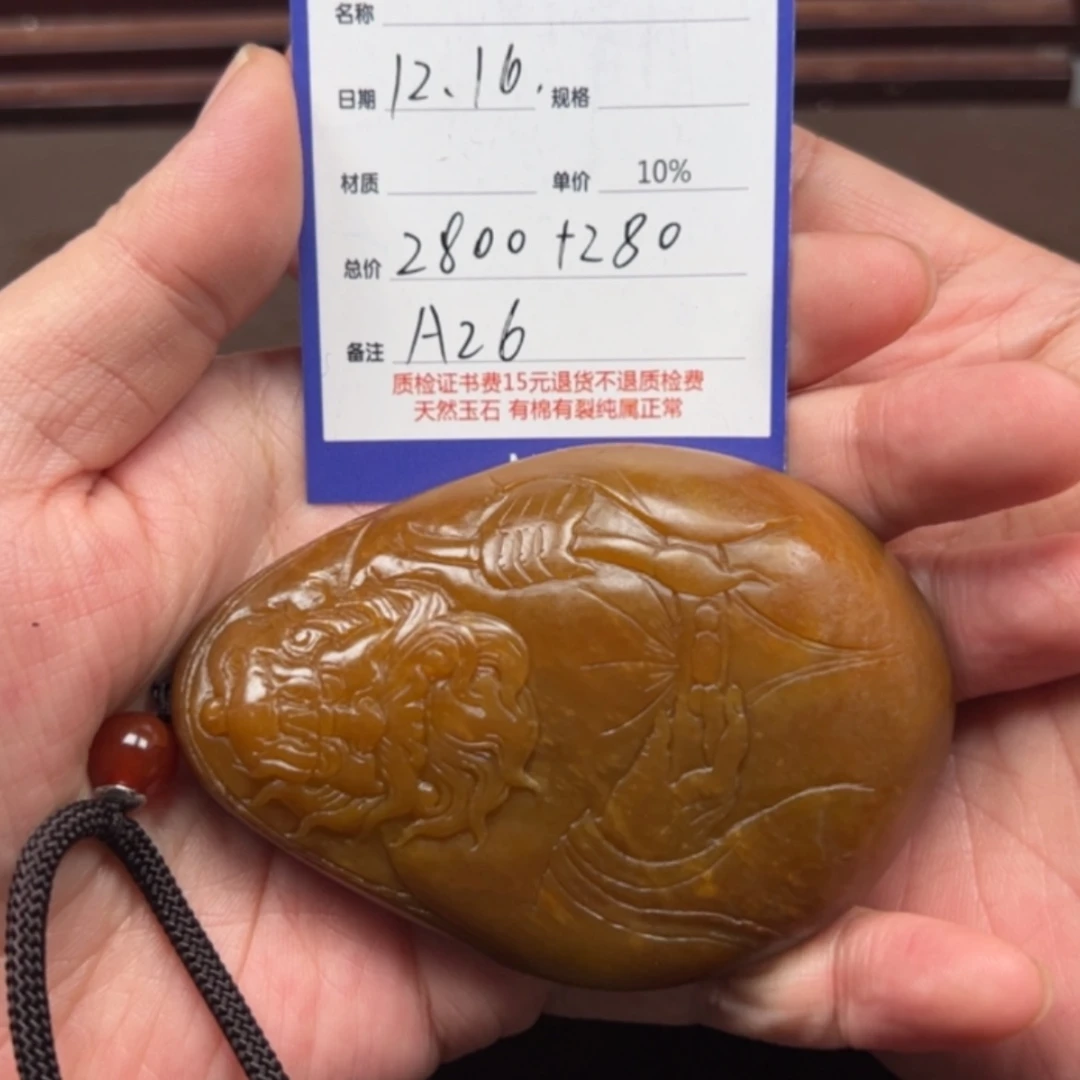 名称
日期 12.16. 规格
材质 单价 10%
总价 2800+280
备注 A26
质检证书费15元退货不退质检费
天然玉石 有棉有裂纯属正常